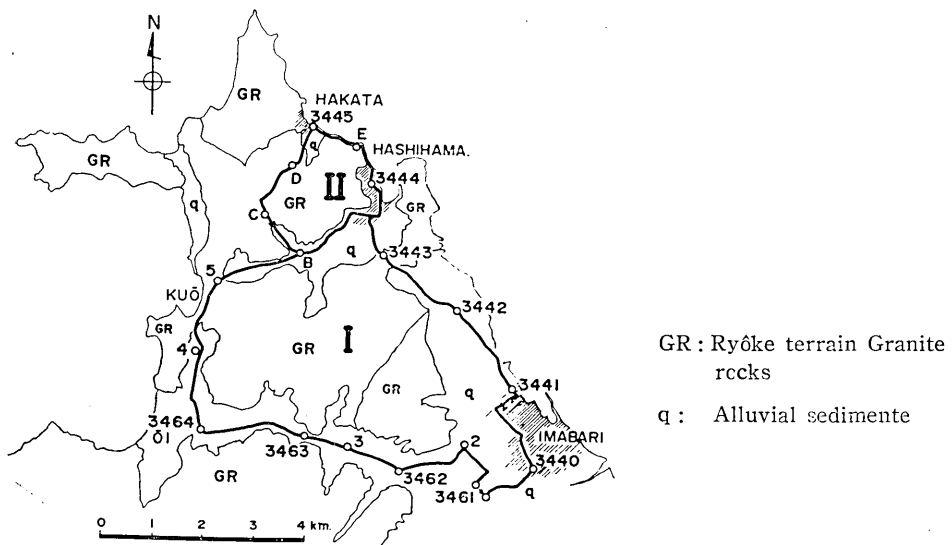 N
GR
HAKATA
3445
E
q
HASHIHAMA.
GR
D
3444
II
GR
GR
q
C
3443
B
q
5
KUŌ
3442
GR
GR
I
4
GR
q
3441
3464
ŌI
IMABARI
3463
3
2
3440
GR
3462
3461
q
0 1 2 4 km.
GR: Ryôke terrain Granite
rccks
q : Alluvial sedimente